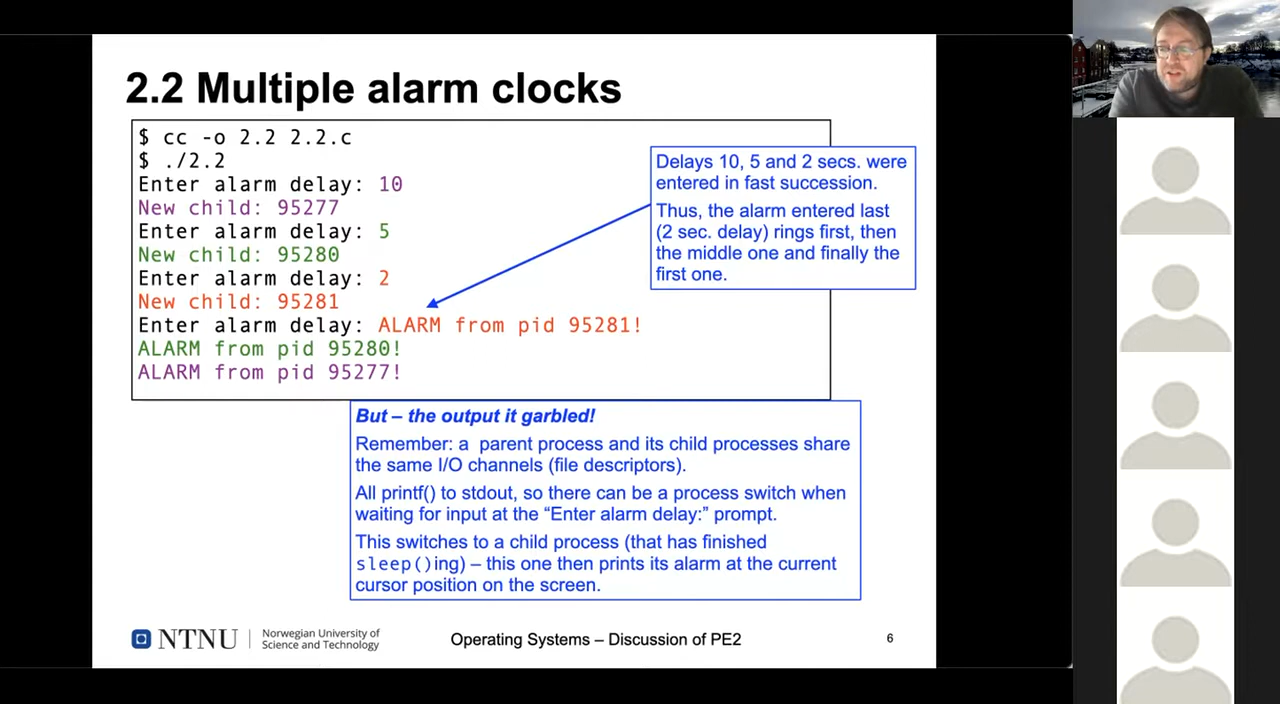 2.2 Multiple alarm clocks
$ cc -o 2.2 2.2.c
$ ./2.2
Enter alarm delay: 10
New child: 95277
Enter alarm delay: 5
New child: 95280
Enter alarm delay: 2
New child: 95281
Enter alarm delay: ALARM from pid 95281!
ALARM from pid 95280!
ALARM from pid 95277!
Delays 10, 5 and 2 secs. were
entered in fast succession.
Thus, the alarm entered last
(2 sec. delay) rings first, then
the middle one and finally the
first one.
But – the output it garbled!
Remember: a parent process and its child processes share
the same I/O channels (file descriptors).
All printf() to stdout, so there can be a process switch when
waiting for input at the “Enter alarm delay:” prompt.
This switches to a child process (that has finished
sleep()ing) – this one then prints its alarm at the current
cursor position on the screen.
NTNU
Norwegian University of
Science and Technology
Operating Systems – Discussion of PE2
6